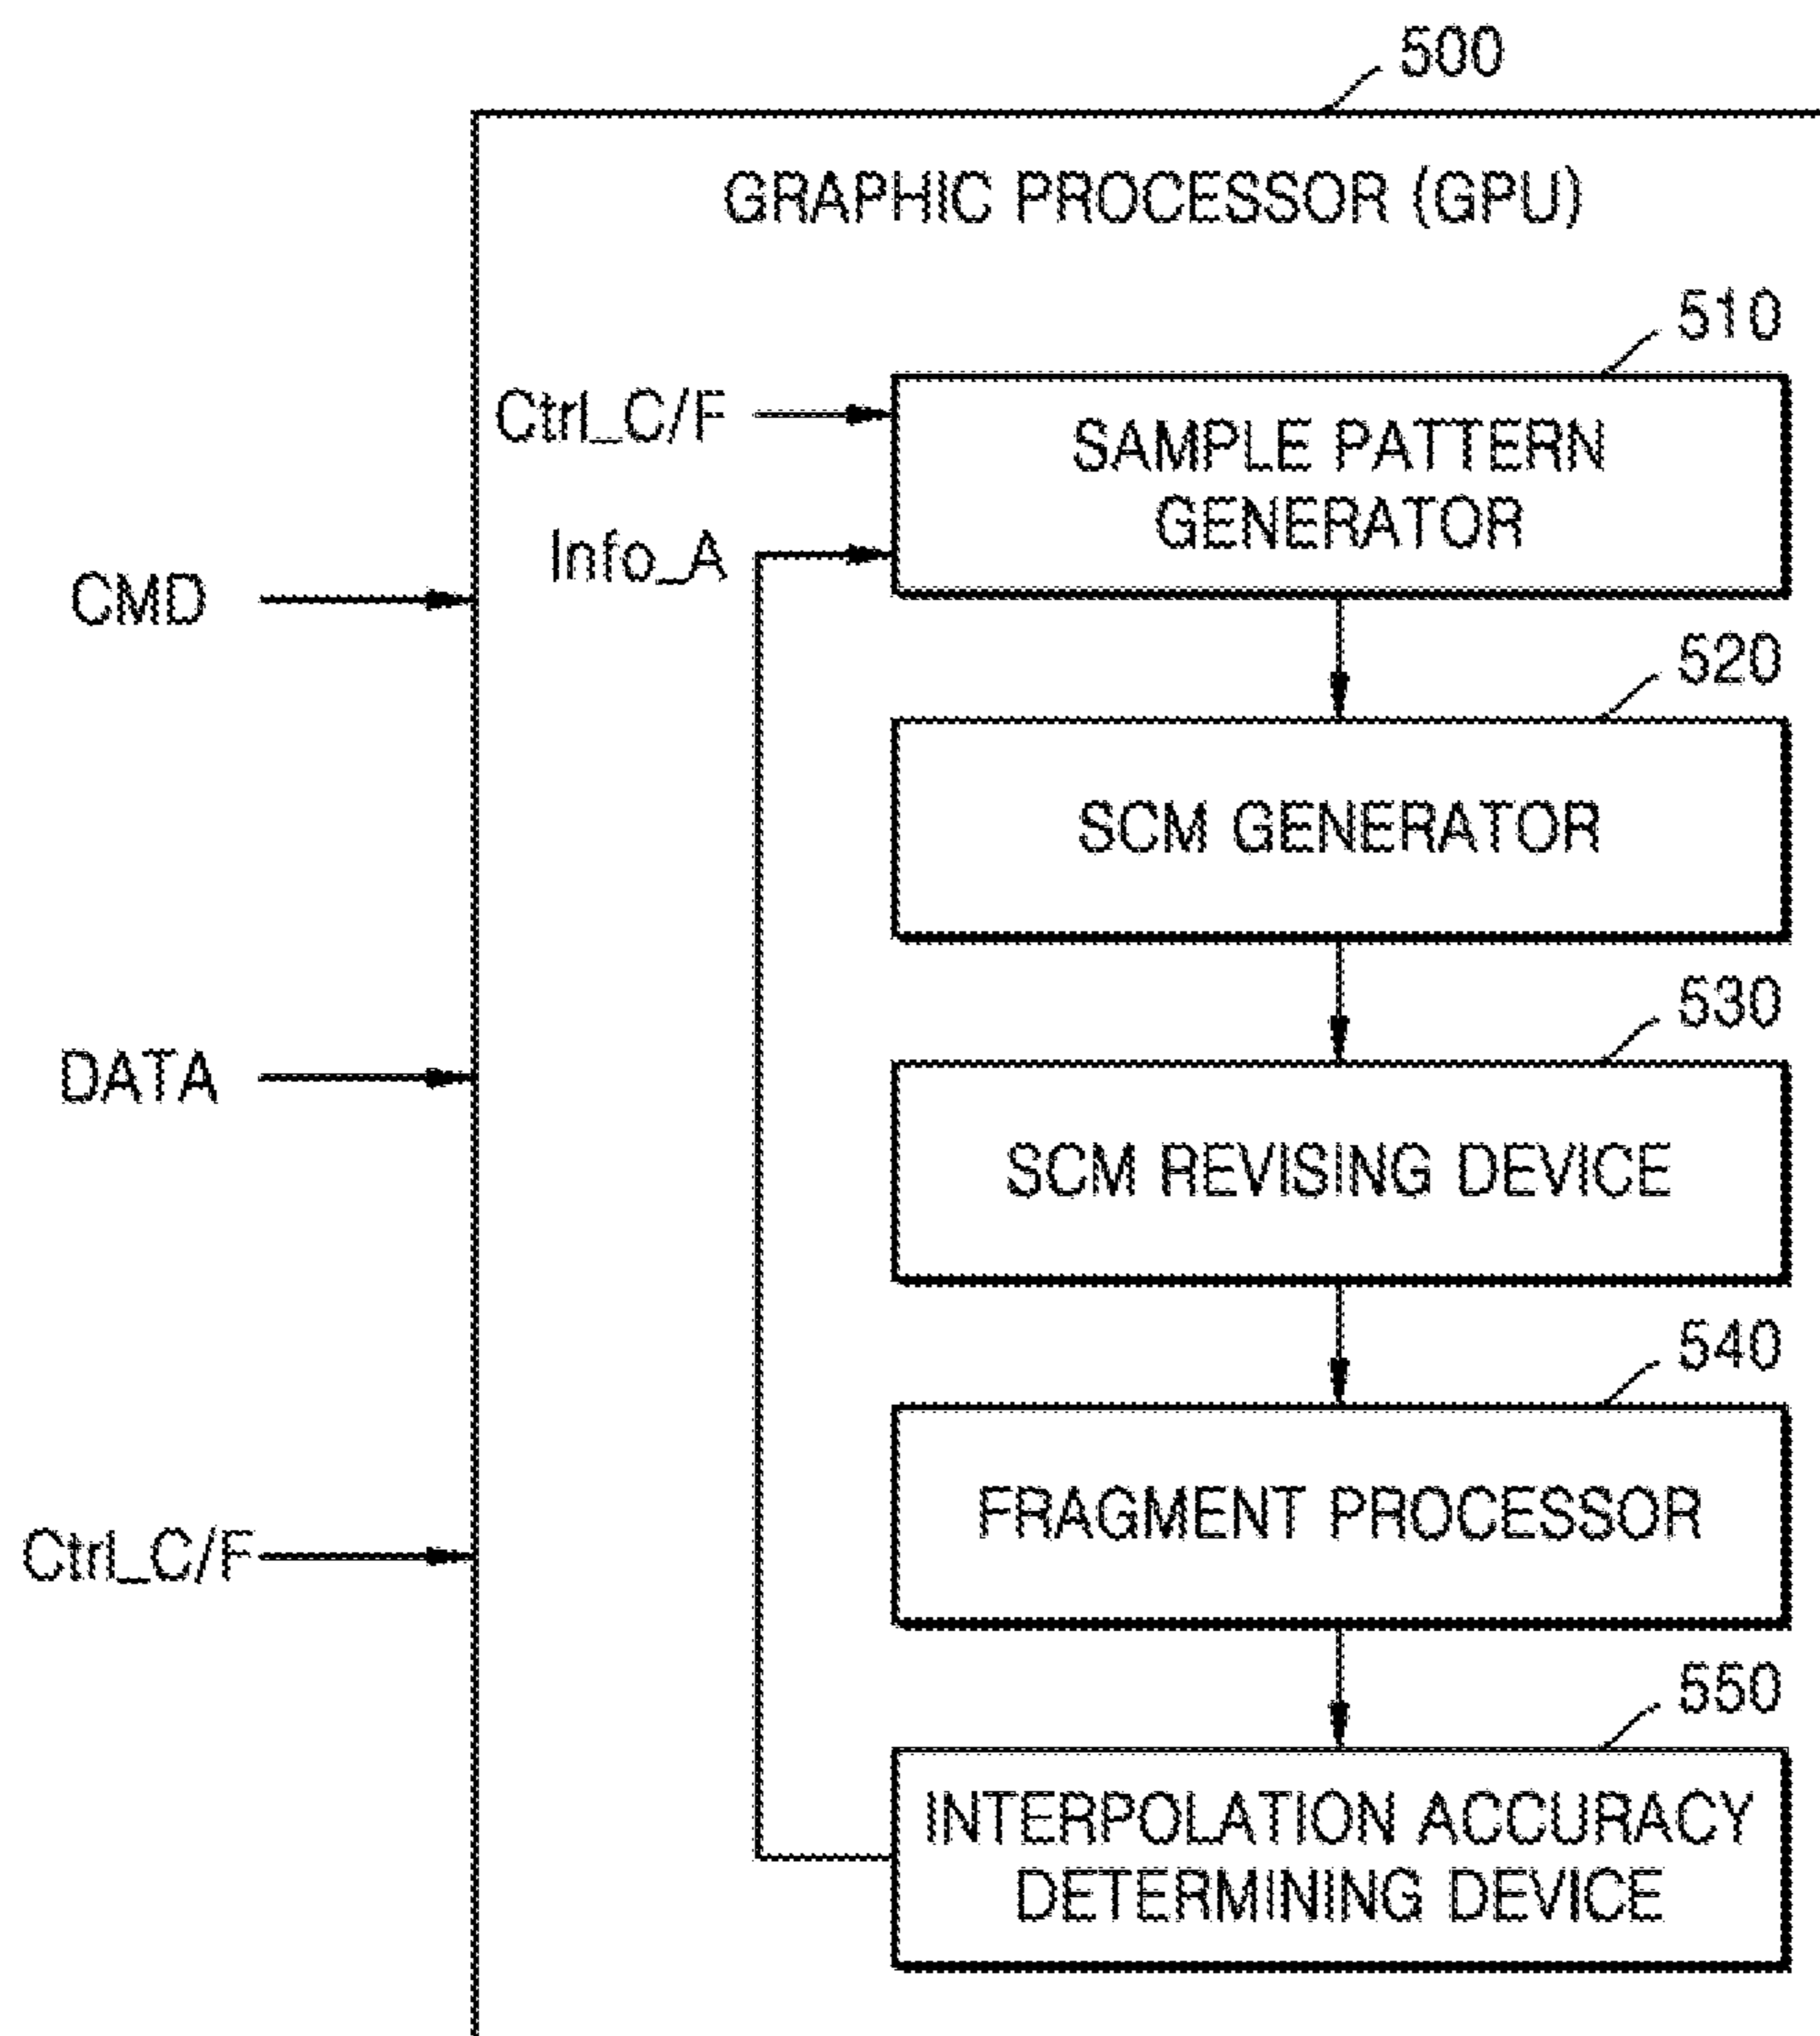 500
GRAPHIC PROCESSOR (GPU)
510
Ctrl_C/F
SAMPLE PATTERN
GENERATOR
Info_A
CMD
520
SCM GENERATOR
530
DATA
SCM REVISING DEVICE
540
FRAGMENT PROCESSOR
Ctrl_C/F
550
INTERPOLATION ACCURACY
DETERMINING DEVICE